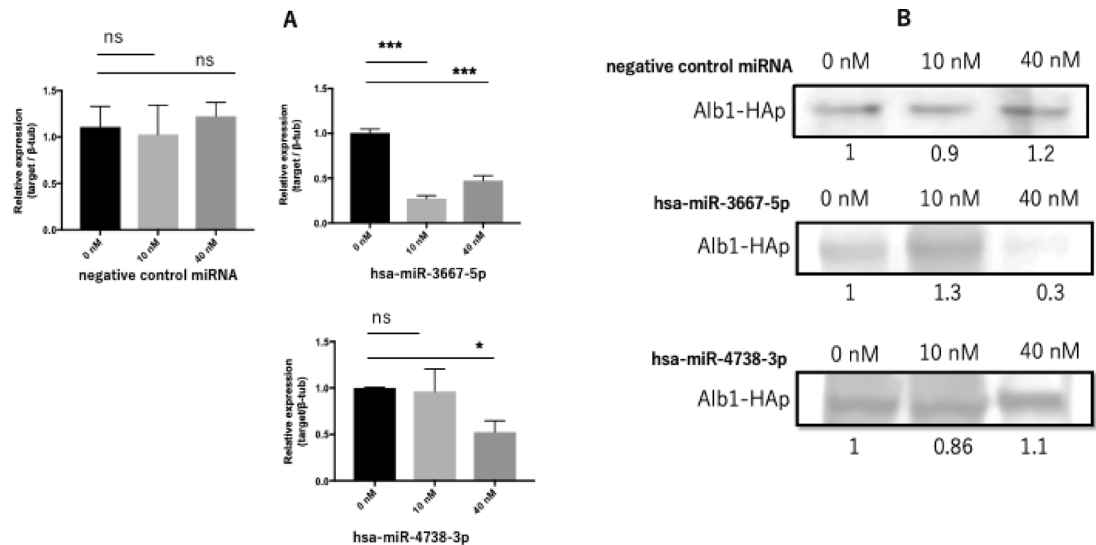 A
ns
ns
Relative expression
(target / β-tub)
1.5
1.0
0.5
0.0
0 nM
10 nM
40 nM
negative control miRNA
***
***
Relative expression
(target / β-tub)
1.5
1.0
0.5
0.0
0 nM
10 nM
40 nM
hsa-miR-3667-5p
ns
*
Relative expression
(target/β-tub)
1.5
1.0
0.5
0.0
0 nM
10 nM
40 nM
hsa-miR-4738-3p
B
negative control miRNA 0 nM 10 nM 40 nM
Alb1-HAp
1 0.9 1.2
hsa-miR-3667-5p 0 nM 10 nM 40 nM
Alb1-HAp
1 1.3 0.3
hsa-miR-4738-3p 0 nM 10 nM 40 nM
Alb1-HAp
1 0.86 1.1